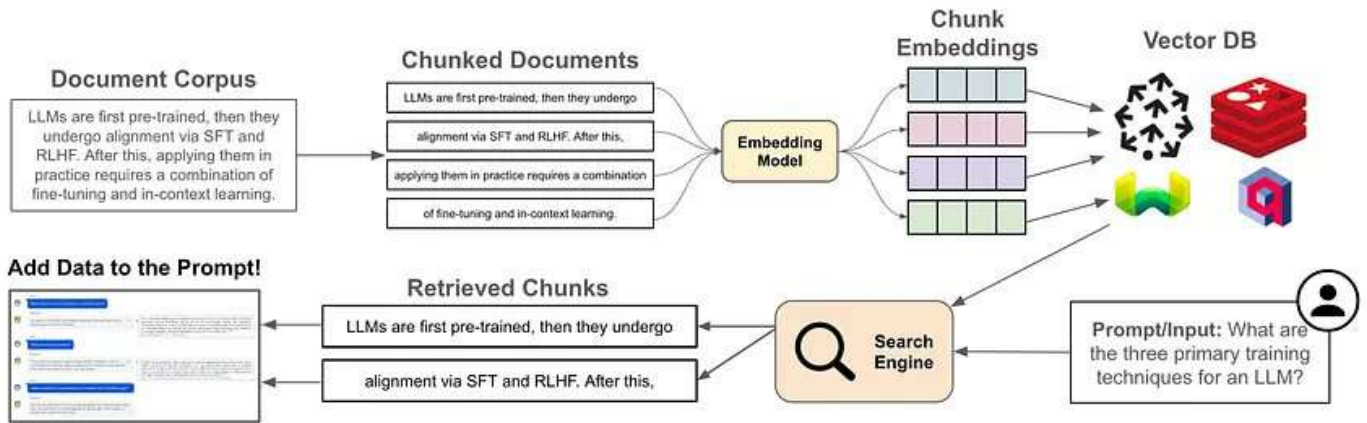 Document Corpus
LLMs are first pre-trained, then they
undergo alignment via SFT and
RLHF. After this, applying them in
practice requires a combination of
fine-tuning and in-context learning.
Chunked Documents
LLMs are first pre-trained, then they undergo
alignment via SFT and RLHF. After this,
applying them in practice requires a combination
of fine-tuning and in-context learning.
Embedding
Model
Chunk
Embeddings
Vector DB
Add Data to the Prompt!
Retrieved Chunks
LLMs are first pre-trained, then they undergo
alignment via SFT and RLHF. After this,
Search
Engine
Prompt/Input: What are
the three primary training
techniques for an LLM?